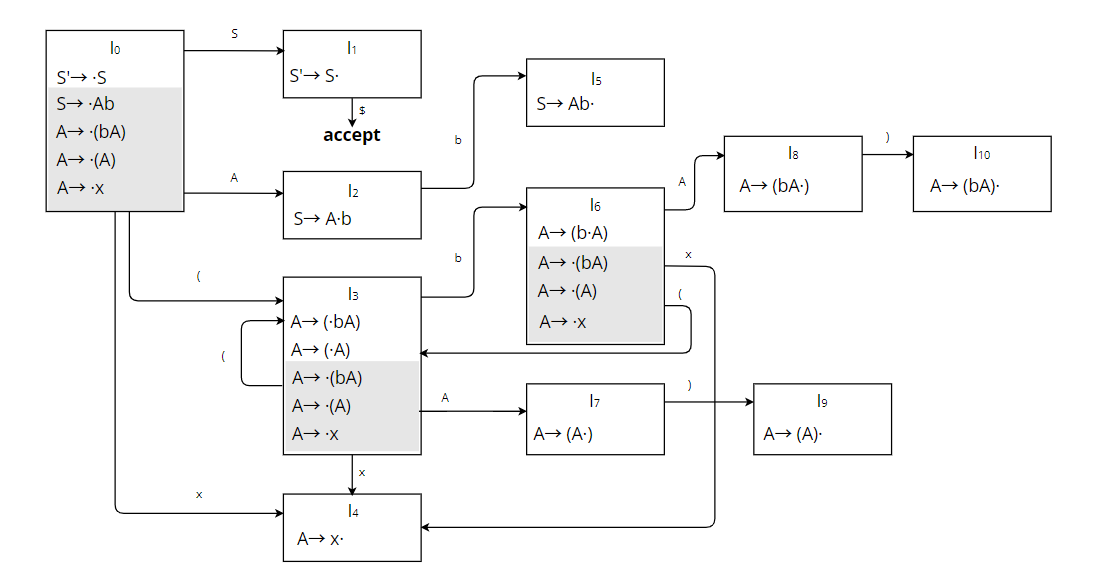 I₀
S'→ ·S
S→ ·Ab
A→ ·(bA)
A→ ·(A)
A→ ·x
S
I₁
S'→ S·
$
accept
A
I₂
S→ A·b
(
I₃
A→ (·bA)
A→ (·A)
A→ ·(bA)
A→ ·(A)
A→ ·x
(
x
x
I₄
A→ x·
b
I₅
S→ Ab·
b
I₆
A→ (b·A)
A→ ·(bA)
A→ ·(A)
A→ ·x
A
x
(
A
I₇
A→ (A·)
I₈
A→ (bA·)
)
I₁₀
A→ (bA)·
)
I₉
A→ (A)·